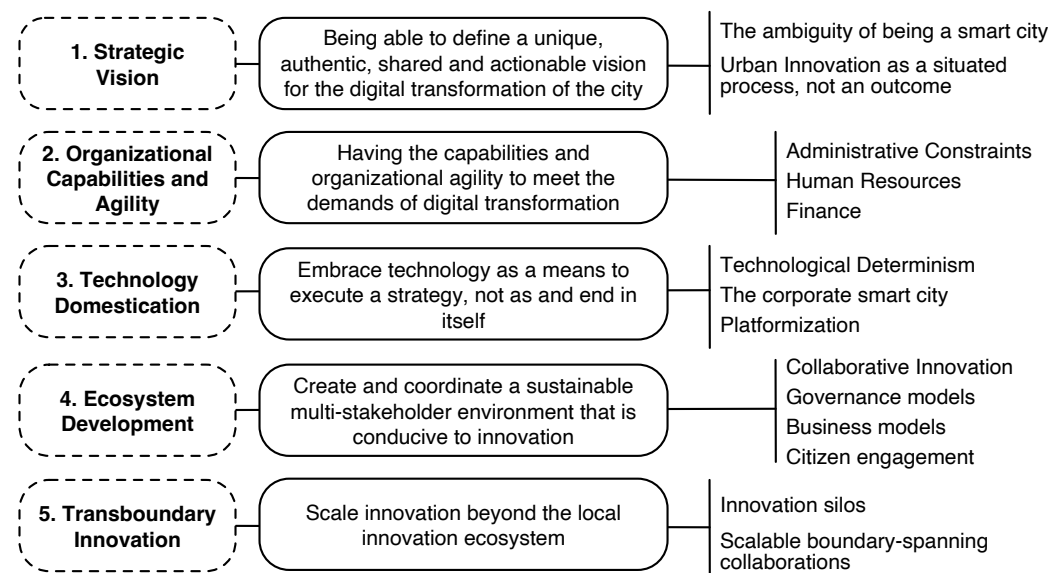 1. Strategic
Vision
Being able to define a unique,
authentic, shared and actionable vision
for the digital transformation of the city
The ambiguity of being a smart city
Urban Innovation as a situated
process, not an outcome
2. Organizational
Capabilities and
Agility
Having the capabilities and
organizational agility to meet the
demands of digital transformation
Administrative Constraints
Human Resources
Finance
3. Technology
Domestication
Embrace technology as a means to
execute a strategy, not as and end in
itself
Technological Determinism
The corporate smart city
Platformization
4. Ecosystem
Development
Create and coordinate a sustainable
multi-stakeholder environment that is
conducive to innovation
Collaborative Innovation
Governance models
Business models
Citizen engagement
5. Transboundary
Innovation
Scale innovation beyond the local
innovation ecosystem
Innovation silos
Scalable boundary-spanning
collaborations